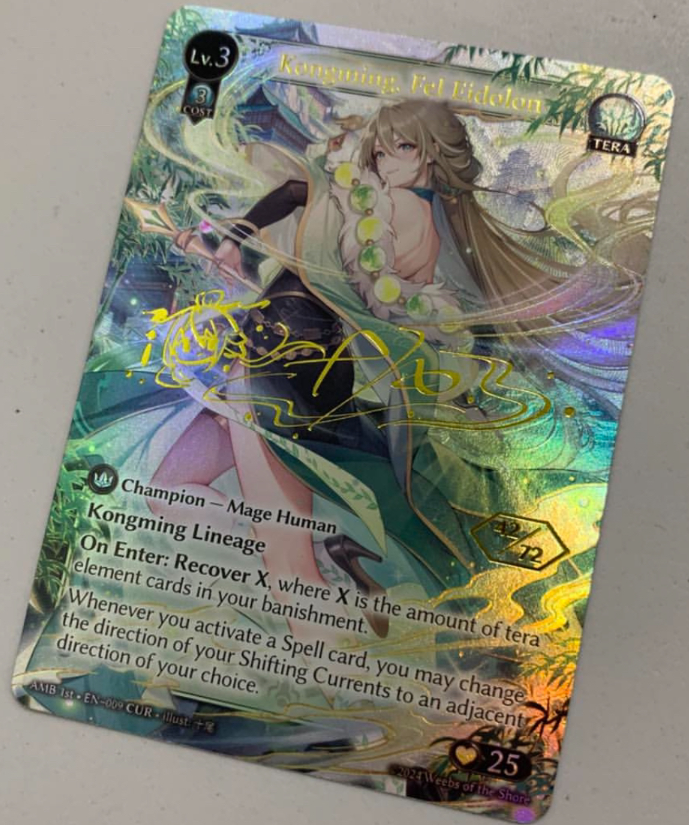 Lv.3
Kongming, Fel Eidolon
3
COST
TERA
42/72
Champion — Mage Human
Kongming Lineage
On Enter: Recover X, where X is the amount of tera
element cards in your banishment.
Whenever you activate a Spell card, you may change
the direction of your Shifting Currents to an adjacent
direction of your choice.
AMB 1st • EN-009 CUR • illust. 十尾
25
2024 Weebs of the Shore